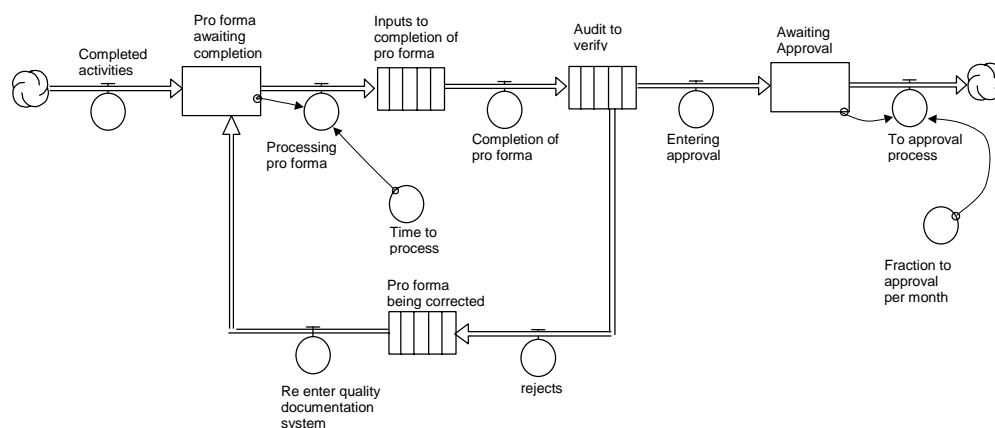 Completed
activities
Pro forma
awaiting
completion
Inputs to
completion of
pro forma
Audit to
verify
Awaiting
Approval
Processing
pro forma
Completion of
pro forma
Entering
approval
To approval
process
Time to
process
Fraction to
approval
per month
Pro forma
being corrected
Re enter quality
documentation
system
rejects